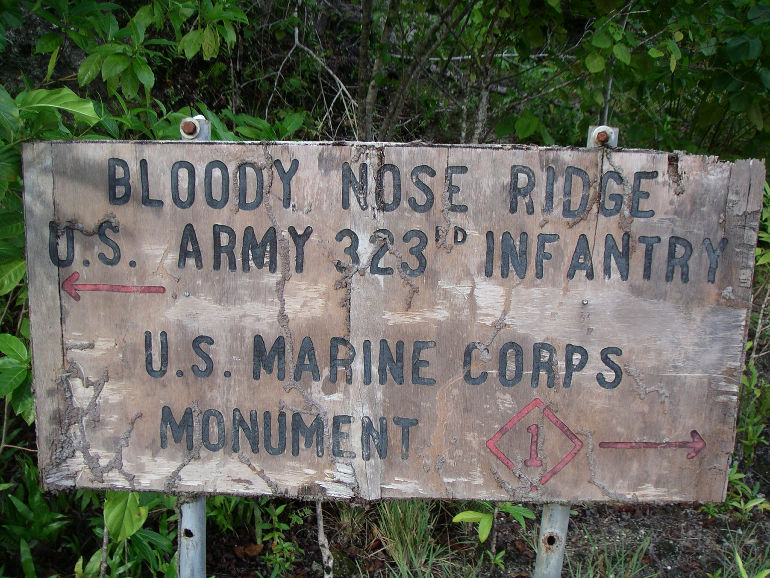 BLOODY NOSE RIDGE
U.S. ARMY 323RD INFANTRY
U.S. MARINE CORPS
MONUMENT 1